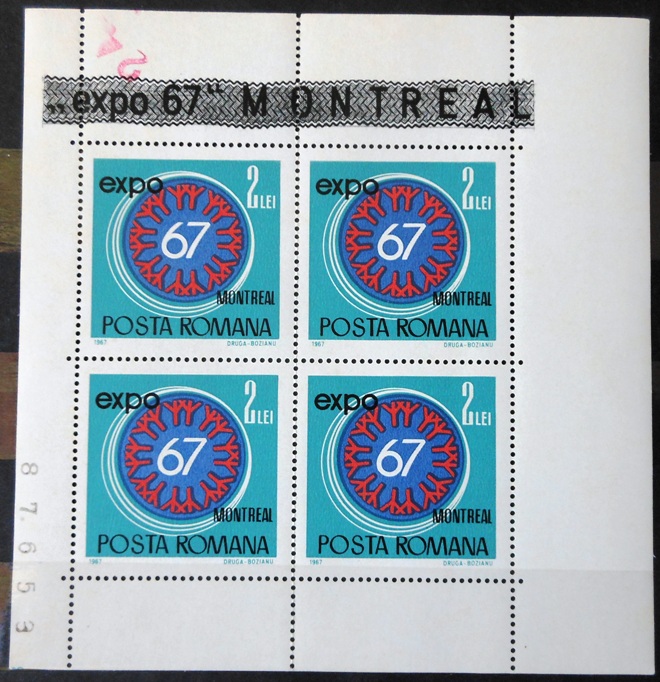 „expo 67“ MONTREAL
expo 2 LEI
67
MONTREAL
POSTA ROMANA
1967 DRUGA-BOZIANU
expo 2 LEI
67
MONTREAL
POSTA ROMANA
1967 DRUGA-BOZIANU
expo 2 LEI
67
MONTREAL
POSTA ROMANA
1967 DRUGA-BOZIANU
expo 2 LEI
67
MONTREAL
POSTA ROMANA
1967 DRUGA-BOZIANU